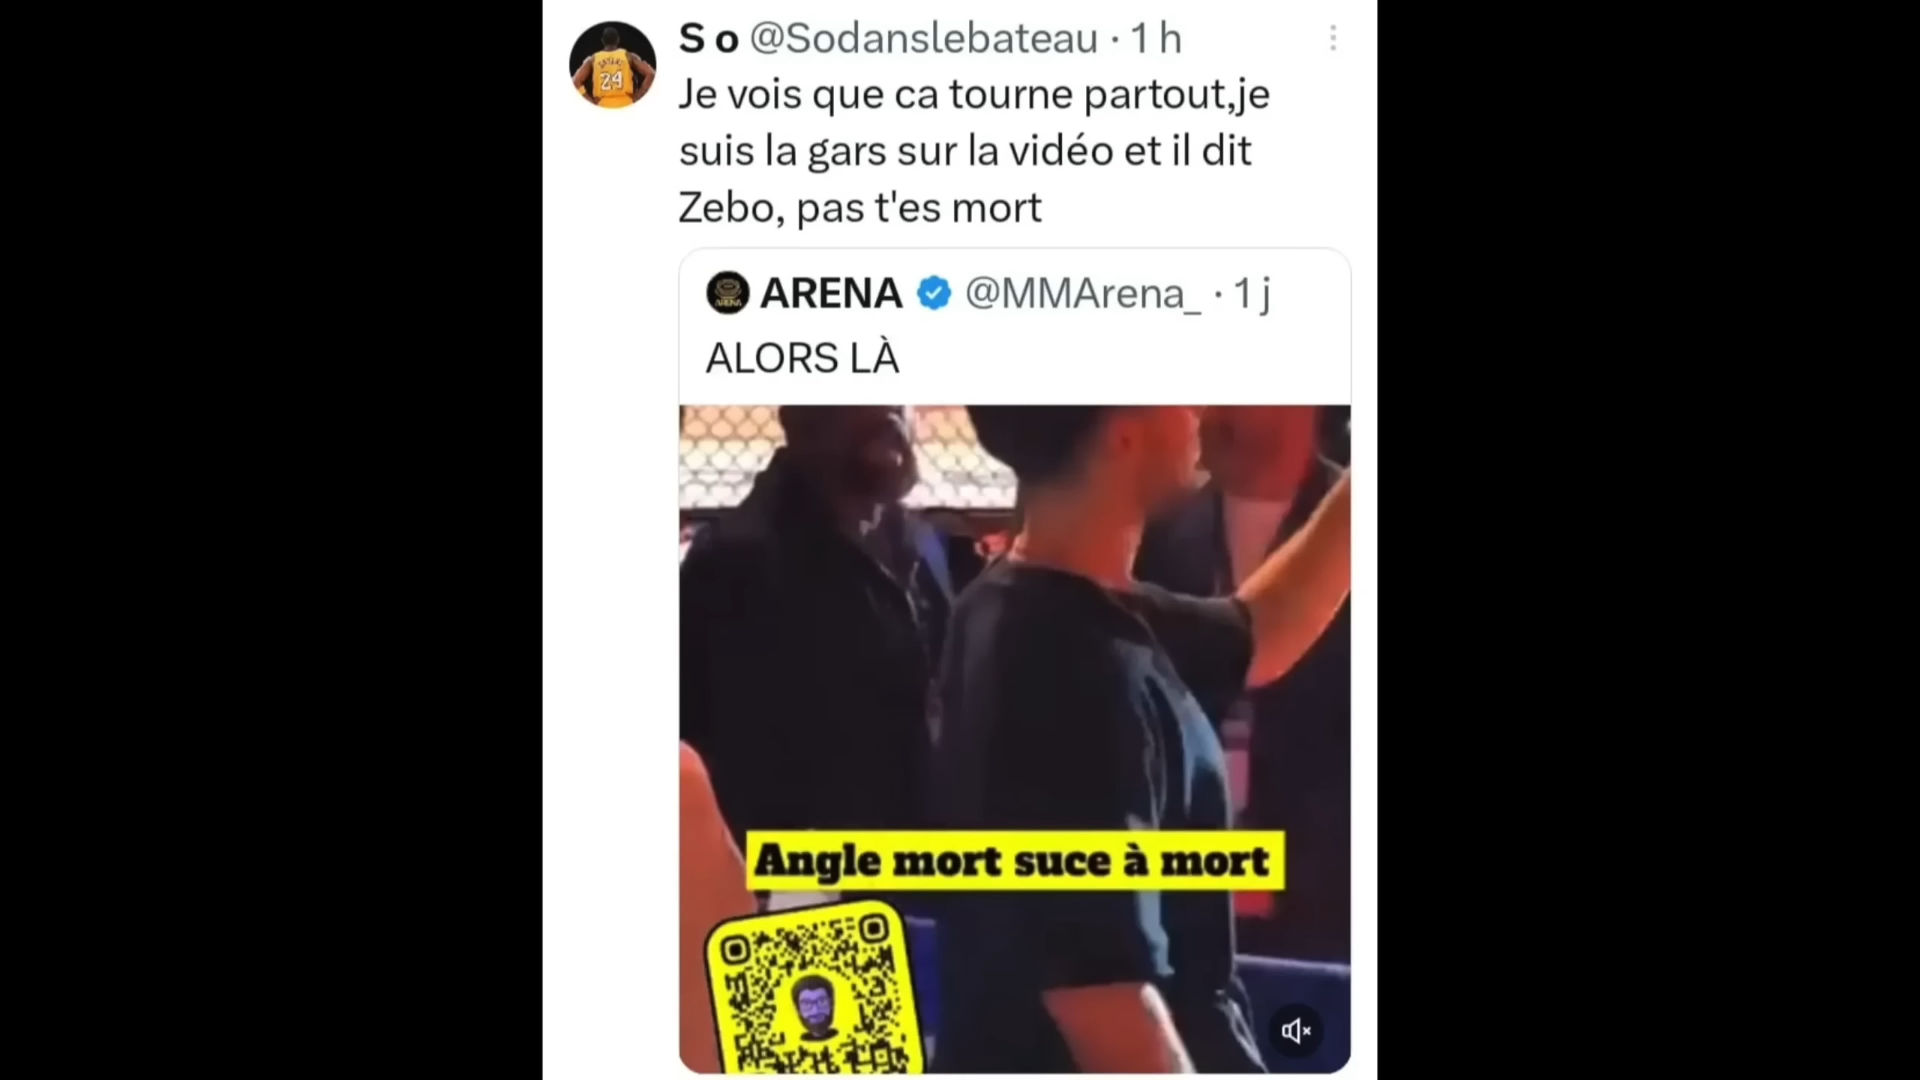 S o @Sodanslebateau · 1 h
Je vois que ca tourne partout,je
suis la gars sur la vidéo et il dit
Zebo, pas t'es mort
24
ARENA @MMArena_ · 1 j
ALORS LÀ
Angle mort suce à mort